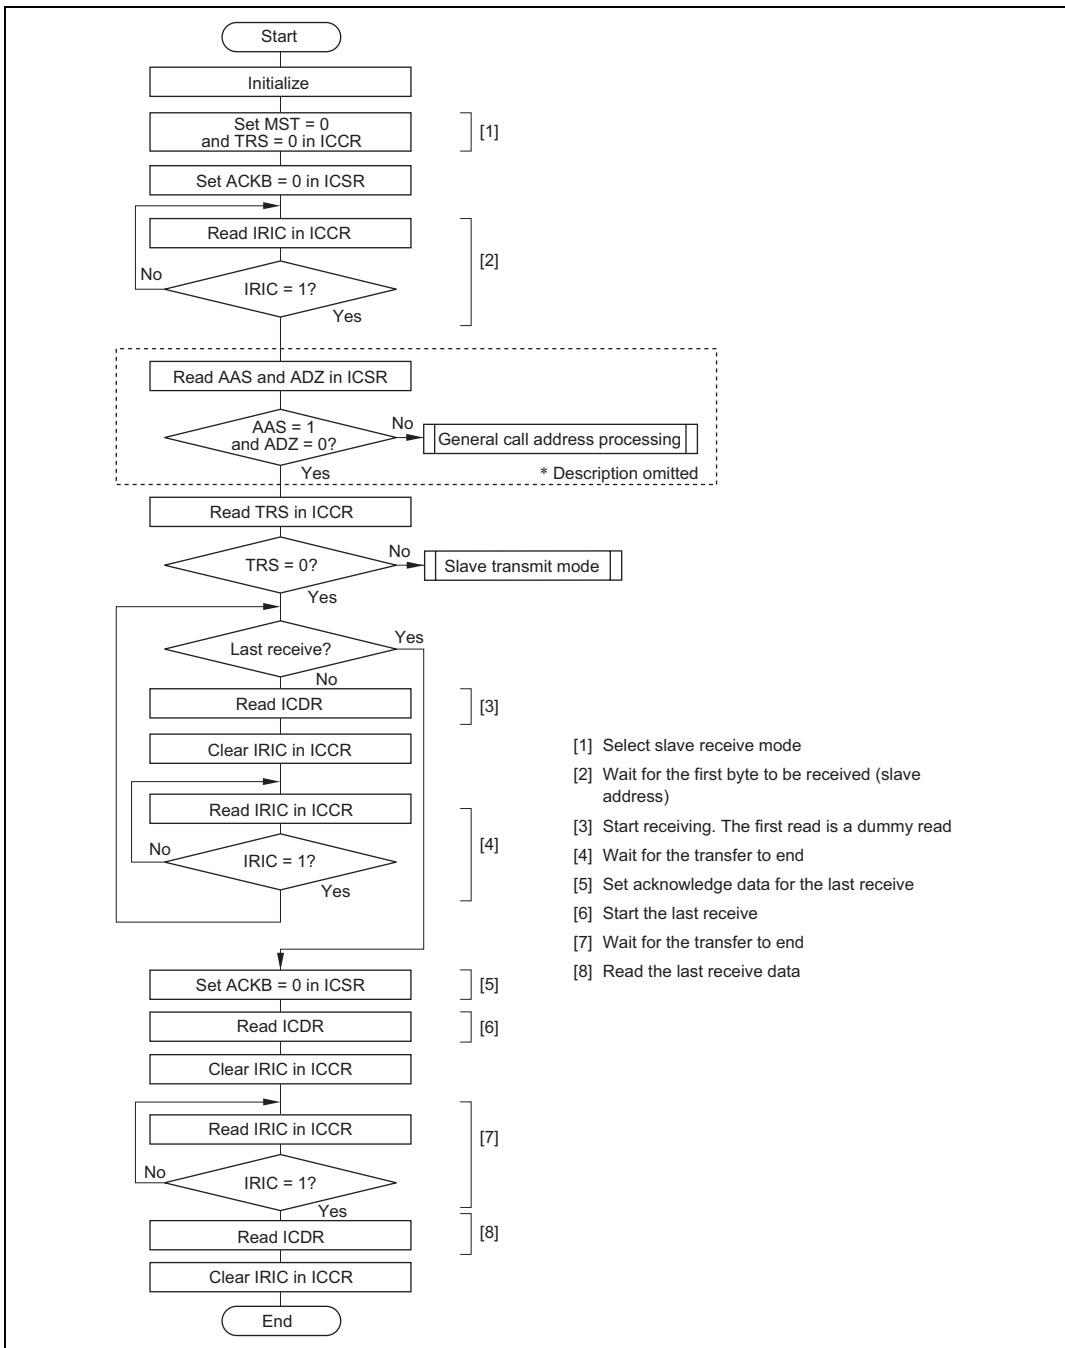 Start
Initialize
Set MST = 0
and TRS = 0 in ICCR
[1]
Set ACKB = 0 in ICSR
Read IRIC in ICCR
[2]
No
IRIC = 1?
Yes
Read AAS and ADZ in ICSR
AAS = 1
and ADZ = 0?
No
General call address processing
Yes
* Description omitted
Read TRS in ICCR
TRS = 0?
No
Slave transmit mode
Yes
Last receive?
Yes
No
Read ICDR
[3]
Clear IRIC in ICCR
Read IRIC in ICCR
[4]
No
IRIC = 1?
Yes
[1] Select slave receive mode
[2] Wait for the first byte to be received (slave
address)
[3] Start receiving. The first read is a dummy read
[4] Wait for the transfer to end
[5] Set acknowledge data for the last receive
[6] Start the last receive
[7] Wait for the transfer to end
[8] Read the last receive data
Set ACKB = 0 in ICSR
[5]
Read ICDR
[6]
Clear IRIC in ICCR
Read IRIC in ICCR
[7]
No
IRIC = 1?
Yes
Read ICDR
[8]
Clear IRIC in ICCR
End